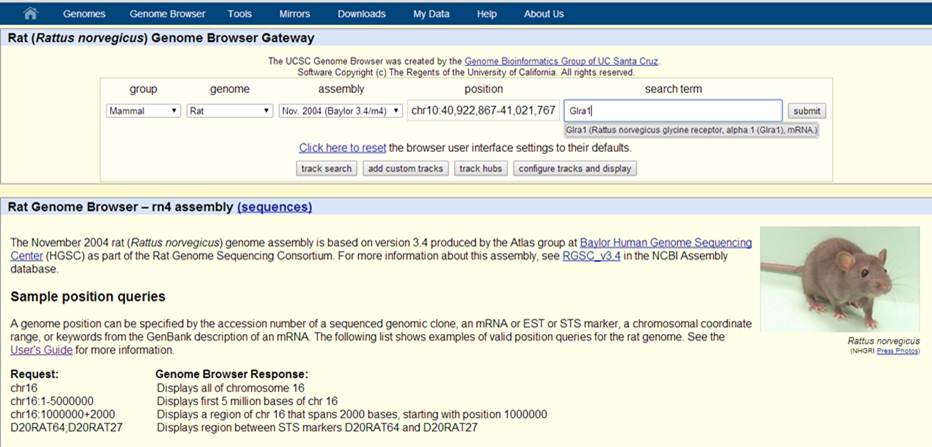 Genomes Genome Browser Tools Mirrors Downloads My Data Help About Us
Rat (Rattus norvegicus) Genome Browser Gateway
The UCSC Genome Browser was created by the Genome Bioinformatics Group of UC Santa Cruz.
Software Copyright (c) The Regents of the University of California. All rights reserved.
group genome assembly position search term
Mammal Rat Nov. 2004 (Baylor 3.4/rn4) chr10:40,922,867-41,021,767 Glra1 submit
Glra1 (Rattus norvegicus glycine receptor, alpha 1 (Glra1), mRNA.)
Click here to reset the browser user interface settings to their defaults.
track search add custom tracks track hubs configure tracks and display
Rat Genome Browser – rn4 assembly (sequences)
The November 2004 rat (Rattus norvegicus) genome assembly is based on version 3.4 produced by the Atlas group at Baylor Human Genome Sequencing
Center (HGSC) as part of the Rat Genome Sequencing Consortium. For more information about this assembly, see RGSC_v3.4 in the NCBI Assembly
database.
Sample position queries
A genome position can be specified by the accession number of a sequenced genomic clone, an mRNA or EST or STS marker, a chromosomal coordinate
range, or keywords from the GenBank description of an mRNA. The following list shows examples of valid position queries for the rat genome. See the
User's Guide for more information.
Rattus norvegicus
(NHGRI Press Photos)
Request: Genome Browser Response:
chr16 Displays all of chromosome 16
chr16:1-5000000 Displays first 5 million bases of chr 16
chr16:1000000+2000 Displays a region of chr 16 that spans 2000 bases, starting with position 1000000
D20RAT64;D20RAT27 Displays region between STS markers D20RAT64 and D20RAT27